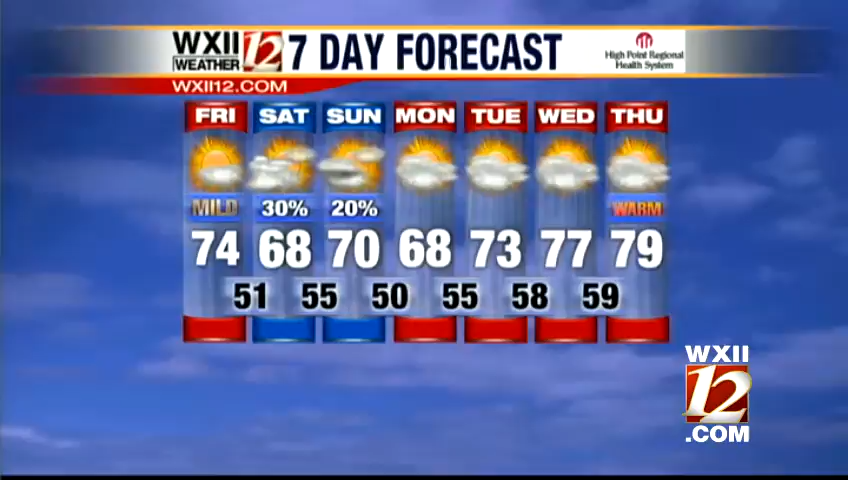 WXII 12 7 DAY FORECAST
WEATHER
High Point Regional
Health System
WXII12.COM
FRI SAT SUN MON TUE WED THU
MILD 30% 20% WARM
74 68 70 68 73 77 79
51 55 50 55 58 59
WXII
12
.COM